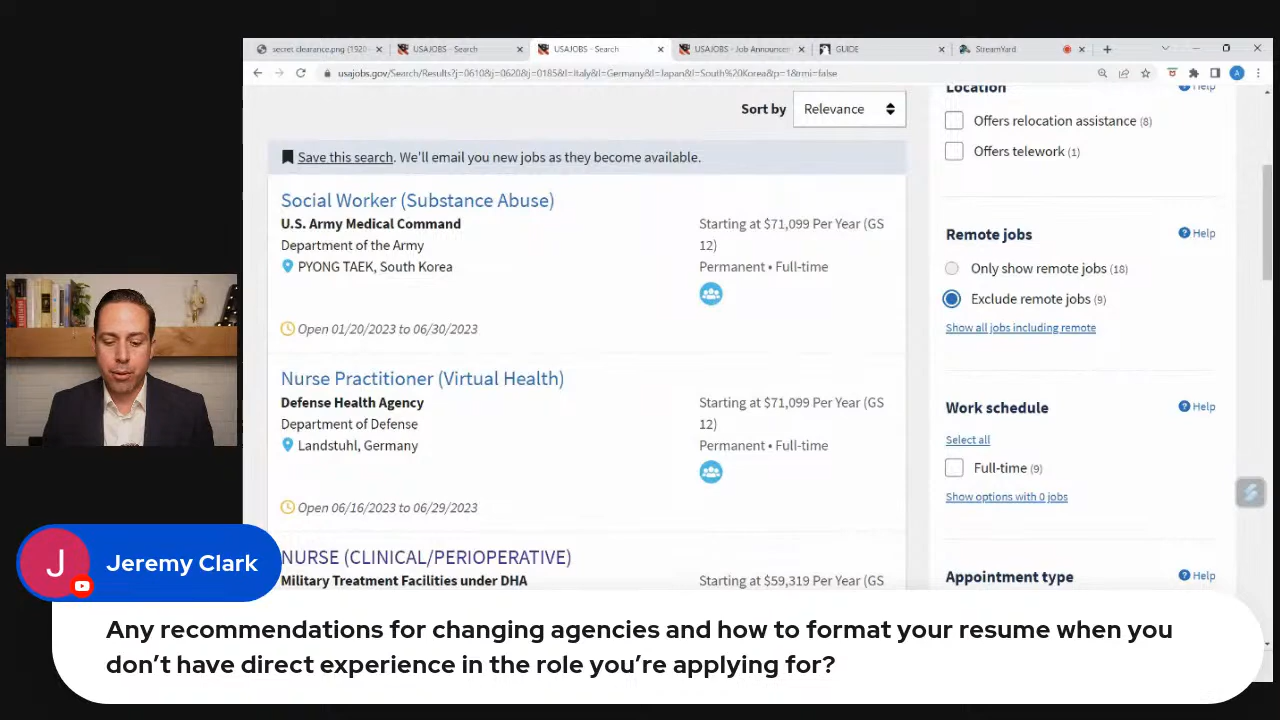 secret clearance.png (1520
USAJOBS - Search
USAJOBS - Search
USAJOBS - Job Announcem
GUIDE
StreamYard
usajobs.gov/Search/Results?j=0610&j=0620&j=0185&l=Italy&l=Germany&l=Japan&l=South%20Korea&p=1&rmi=false
Sort by Relevance
Save this search. We'll email you new jobs as they become available.
Social Worker (Substance Abuse)
U.S. Army Medical Command
Department of the Army
PYONG TAEK, South Korea
Starting at $71,099 Per Year (GS
12)
Permanent • Full-time
Open 01/20/2023 to 06/30/2023
Nurse Practitioner (Virtual Health)
Defense Health Agency
Department of Defense
Landstuhl, Germany
Starting at $71,099 Per Year (GS
12)
Permanent • Full-time
Open 06/16/2023 to 06/29/2023
NURSE (CLINICAL/PERIOPERATIVE)
Military Treatment Facilities under DHA
Starting at $59,319 Per Year (GS
Location
Help
Offers relocation assistance (8)
Offers telework (1)
Remote jobs
Help
Only show remote jobs (18)
Exclude remote jobs (9)
Show all jobs including remote
Work schedule
Help
Select all
Full-time (9)
Show options with 0 jobs
Appointment type
Help
J
Jeremy Clark
Any recommendations for changing agencies and how to format your resume when you
don't have direct experience in the role you're applying for?